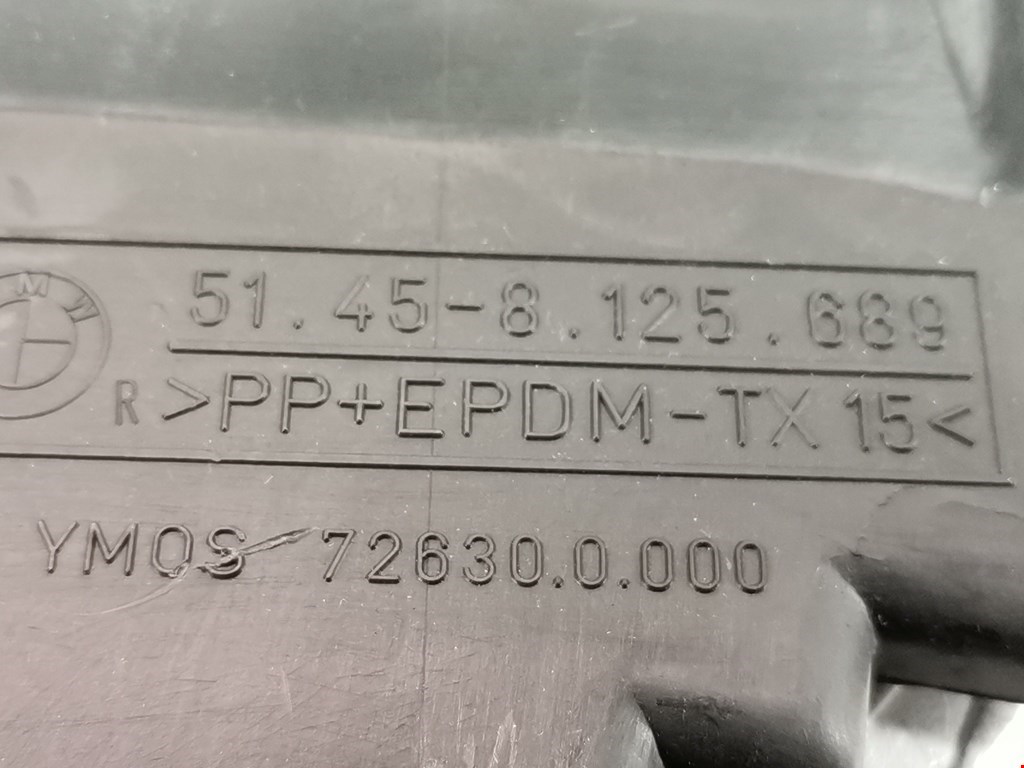 BMW
51.45-8.125.689
R >PP+EPDM-TX 15<
YMOS 72630.0.000